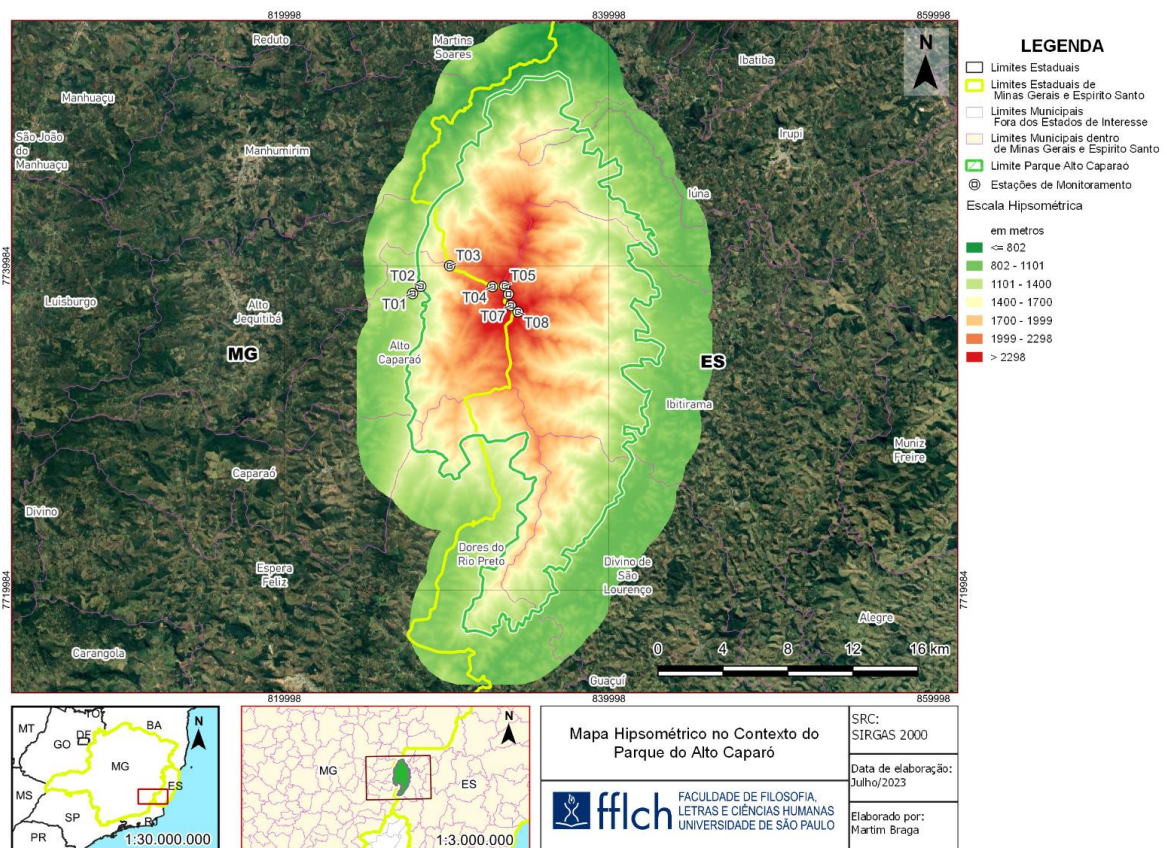 819998
839998
859998
Reduto
Martins
Soares
Ibatiba
Manhuaçu
São João
do
Manhuaçu
Manhumirim
Irupi
Iúna
N
7739984
7739984
T03
T02
T05
T01
T04
T07
T08
Luisburgo
Alto
Jequitibá
MG
Alto
Caparaó
ES
Ibitirama
Muniz
Freire
Caparaó
Divino
Dores do
Rio Preto
Divino de
São
Lourenço
Espera
Feliz
7719984
7719984
Alegre
Carangola
Guaçuí
0 4 8 12 16 km
819998
839998
859998
LEGENDA
Limites Estaduais
Limites Estaduais de
Minas Gerais e Espirito Santo
Limites Municipais
Fora dos Estados de Interesse
Limites Municipais dentro
de Minas Gerais e Espirito Santo
Limite Parque Alto Caparaó
Estações de Monitoramento
Escala Hipsométrica
em metros
<= 802
802 - 1101
1101 - 1400
1400 - 1700
1700 - 1999
1999 - 2298
> 2298
MT
TO
BA
N
GO
DF
MG
ES
MS
SP
PR
1:30.000.000
MG
ES
N
1:3.000.000
Mapa Hipsométrico no Contexto do
Parque do Alto Caparó
fflch
FACULDADE DE FILOSOFIA,
LETRAS E CIÊNCIAS HUMANAS
UNIVERSIDADE DE SÃO PAULO
SRC:
SIRGAS 2000
Data de elaboração:
Julho/2023
Elaborado por:
Martim Braga